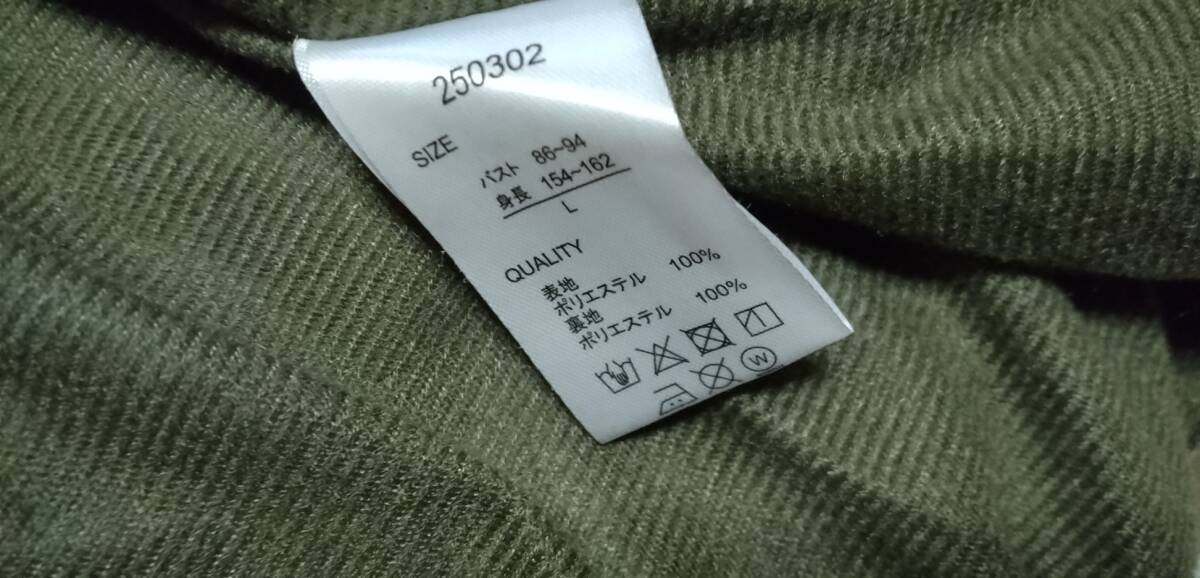 250302
SIZE
バスト 86~94
身長 154~162
L
QUALITY
表地
ポリエステル 100%
裏地
ポリエステル 100%
W